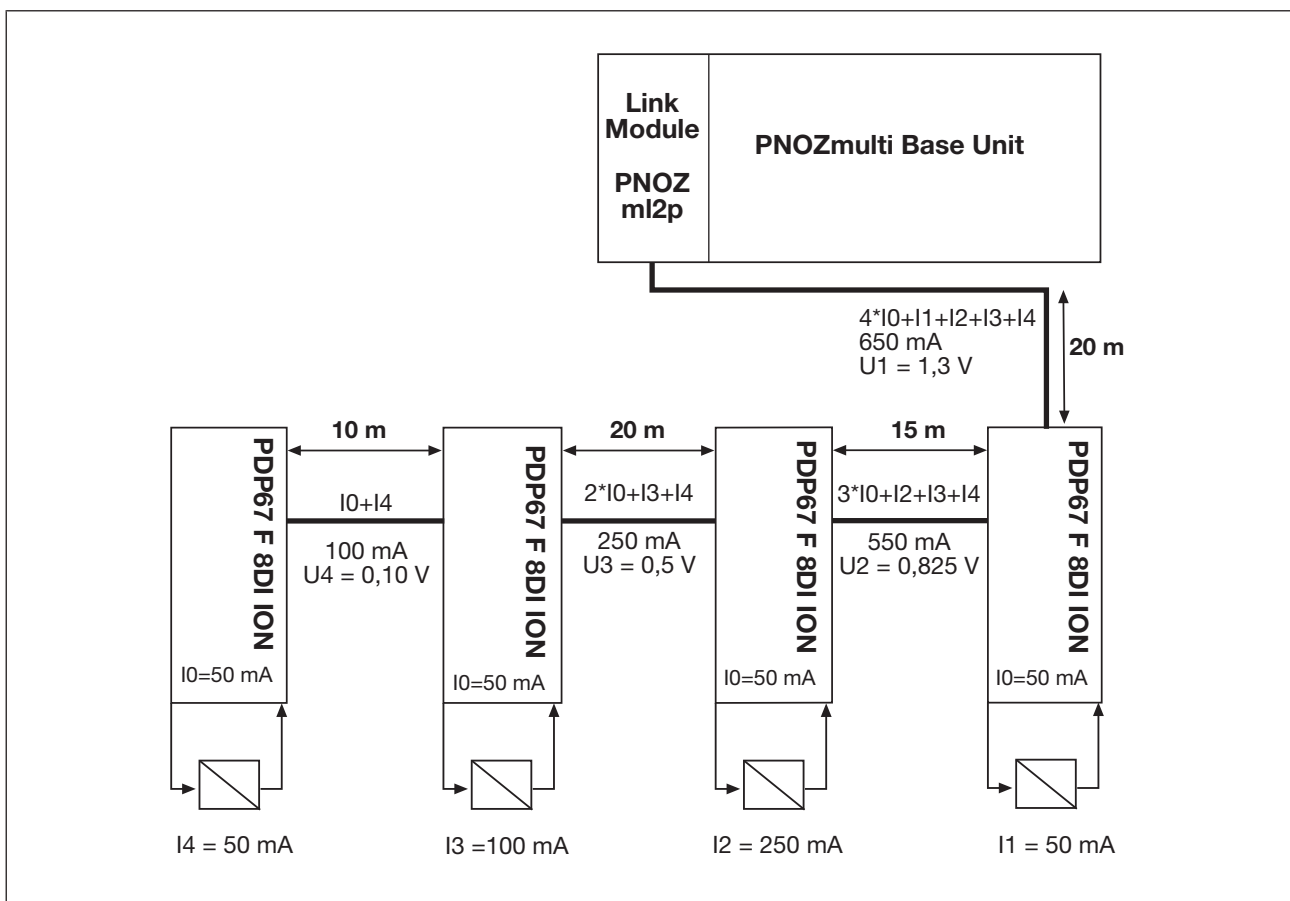 Link
Module
PNOZ
ml2p
PNOZmulti Base Unit
4*I0+I1+I2+I3+I4
650 mA
U1 = 1,3 V
20 m
10 m
20 m
15 m
PDP67 F 8DI ION
I0+I4
100 mA
U4 = 0,10 V
PDP67 F 8DI ION
2*I0+I3+I4
250 mA
U3 = 0,5 V
PDP67 F 8DI ION
3*I0+I2+I3+I4
550 mA
U2 = 0,825 V
PDP67 F 8DI ION
I0=50 mA
I0=50 mA
I0=50 mA
I0=50 mA
I4 = 50 mA
I3 =100 mA
I2 = 250 mA
I1 = 50 mA